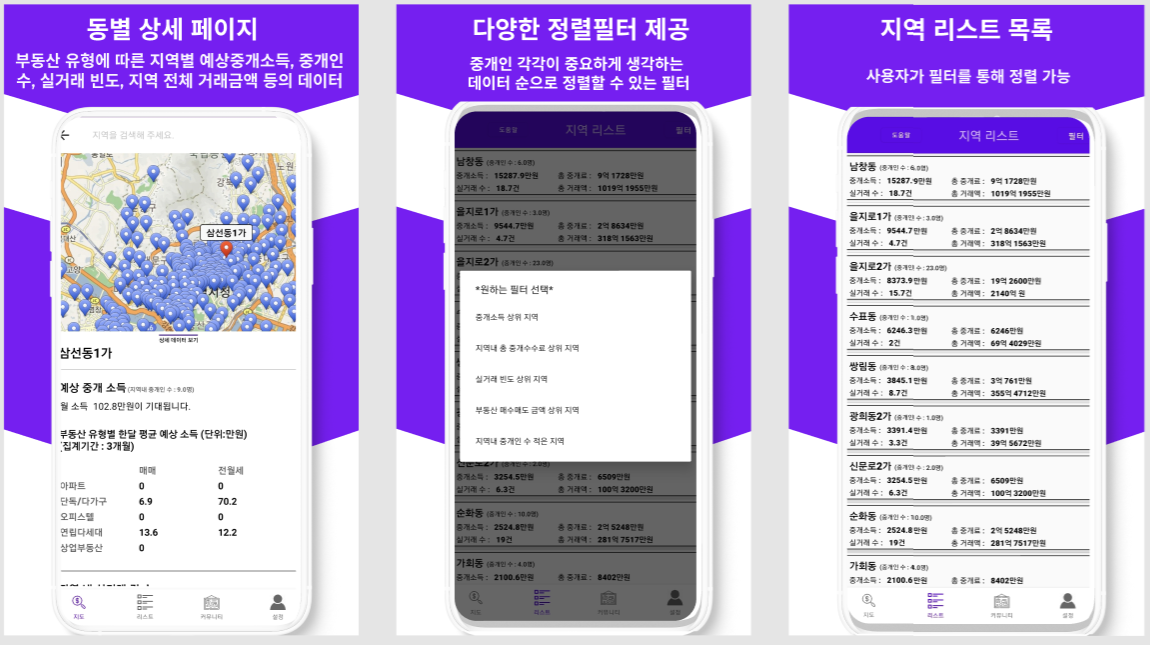 동별 상세 페이지
부동산 유형에 따른 지역별 예상중개소득, 중개인
수, 실거래 빈도, 지역 전체 거래금액 등의 데이터
지역을 검색해 주세요.
노원
강북구
삼선동1가
서정
상세 데이터 보기
삼선동1가
예상 중개 소득 (지역내 중개인 수 : 9.0명)
월 소득 102.8만원이 기대됩니다.
부동산 유형별 한달 평균 예상 소득 (단위:만원)
집계기간 : 3개월)
매매 전월세
아파트 0 0
단독/다가구 6.9 70.2
오피스텔 0 0
연립다세대 13.6 12.2
상업부동산 0
지도 리스트 커뮤니티 설정
다양한 정렬필터 제공
중개인 각각이 중요하게 생각하는
데이터 순으로 정렬할 수 있는 필터
도움말 지역 리스트 필터
남창동 (중개인 수 : 6.0명)
중개소득 : 15287.9만원 총 중개료 : 9억 1728만원
실거래 수 : 18.7건 총 거래액 : 1019억 1955만원
을지로1가 (중개인 수 : 3.0명)
중개소득 : 9544.7만원 총 중개료 : 2억 8634만원
실거래 수 : 4.7건 총 거래액 : 318억 1563만원
을지로2가 (중개인 수 : 23.0명)
*원하는 필터 선택*
중개소득 상위 지역
지역내 총 중개수수료 상위 지역
실거래 빈도 상위 지역
부동산 매수매도 금액 상위 지역
지역내 중개인 수 적은 지역
신문로2가 (중개인 수 : 2.0명)
중개소득 : 3254.5만원 총 중개료 : 6509만원
실거래 수 : 6.3건 총 거래액 : 100억 3200만원
순화동 (중개인 수 : 10.0명)
중개소득 : 2524.8만원 총 중개료 : 2억 5248만원
실거래 수 : 19건 총 거래액 : 281억 7517만원
가회동 (중개인 수 : 4.0명)
중개소득 : 2100.6만원 총 중개료 : 8402만원
지도 리스트 커뮤니티 설정
지역 리스트 목록
사용자가 필터를 통해 정렬 가능
도움말 지역 리스트 필터
남창동 (중개인 수 : 6.0명)
중개소득 : 15287.9만원 총 중개료 : 9억 1728만원
실거래 수 : 18.7건 총 거래액 : 1019억 1955만원
을지로1가 (중개인 수 : 3.0명)
중개소득 : 9544.7만원 총 중개료 : 2억 8634만원
실거래 수 : 4.7건 총 거래액 : 318억 1563만원
을지로2가 (중개인 수 : 23.0명)
중개소득 : 8373.9만원 총 중개료 : 19억 2600만원
실거래 수 : 15.7건 총 거래액 : 2140억 원
수표동 (중개인 수 : 1.0명)
중개소득 : 6246.3만원 총 중개료 : 6246만원
실거래 수 : 2건 총 거래액 : 69억 4029만원
쌍림동 (중개인 수 : 8.0명)
중개소득 : 3845.1만원 총 중개료 : 3억 761만원
실거래 수 : 8.7건 총 거래액 : 355억 4712만원
광희동2가 (중개인 수 : 1.0명)
중개소득 : 3391.4만원 총 중개료 : 3391만원
실거래 수 : 3.3건 총 거래액 : 39억 5672만원
신문로2가 (중개인 수 : 2.0명)
중개소득 : 3254.5만원 총 중개료 : 6509만원
실거래 수 : 6.3건 총 거래액 : 100억 3200만원
순화동 (중개인 수 : 10.0명)
중개소득 : 2524.8만원 총 중개료 : 2억 5248만원
실거래 수 : 19건 총 거래액 : 281억 7517만원
가회동 (중개인 수 : 4.0명)
중개소득 : 2100.6만원 총 중개료 : 8402만원
지도 리스트 커뮤니티 설정